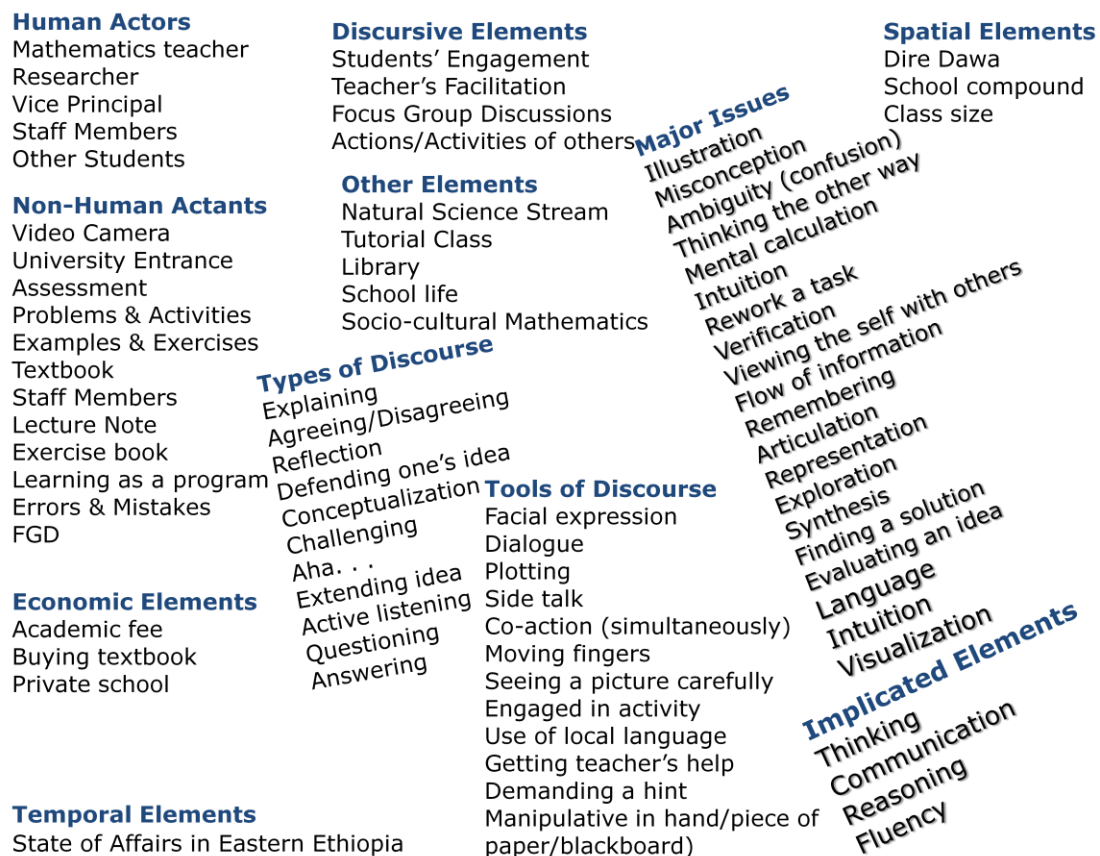 Human Actors
Mathematics teacher
Researcher
Vice Principal
Staff Members
Other Students
Non-Human Actants
Video Camera
University Entrance
Assessment
Problems & Activities
Examples & Exercises
Textbook
Staff Members
Lecture Note
Exercise book
Learning as a program
Errors & Mistakes
FGD
Economic Elements
Academic fee
Buying textbook
Private school
Temporal Elements
State of Affairs in Eastern Ethiopia
Discursive Elements
Students’ Engagement
Teacher’s Facilitation
Focus Group Discussions
Actions/Activities of others
Other Elements
Natural Science Stream
Tutorial Class
Library
School life
Socio-cultural Mathematics
Types of Discourse
Explaining
Agreeing/Disagreeing
Reflection
Defending one’s idea
Conceptualization
Challenging
Aha. . .
Extending idea
Active listening
Questioning
Answering
Tools of Discourse
Facial expression
Dialogue
Plotting
Side talk
Co-action (simultaneously)
Moving fingers
Seeing a picture carefully
Engaged in activity
Use of local language
Getting teacher’s help
Demanding a hint
Manipulative in hand/piece of
paper/blackboard)
Spatial Elements
Dire Dawa
School compound
Class size
Major Issues
Illustration
Misconception
Ambiguity (confusion)
Thinking the other way
Mental calculation
Intuition
Rework a task
Verification
Viewing the self with others
Flow of information
Remembering
Articulation
Representation
Exploration
Synthesis
Finding a solution
Evaluating an idea
Language
Intuition
Visualization
Implicated Elements
Thinking
Communication
Reasoning
Fluency